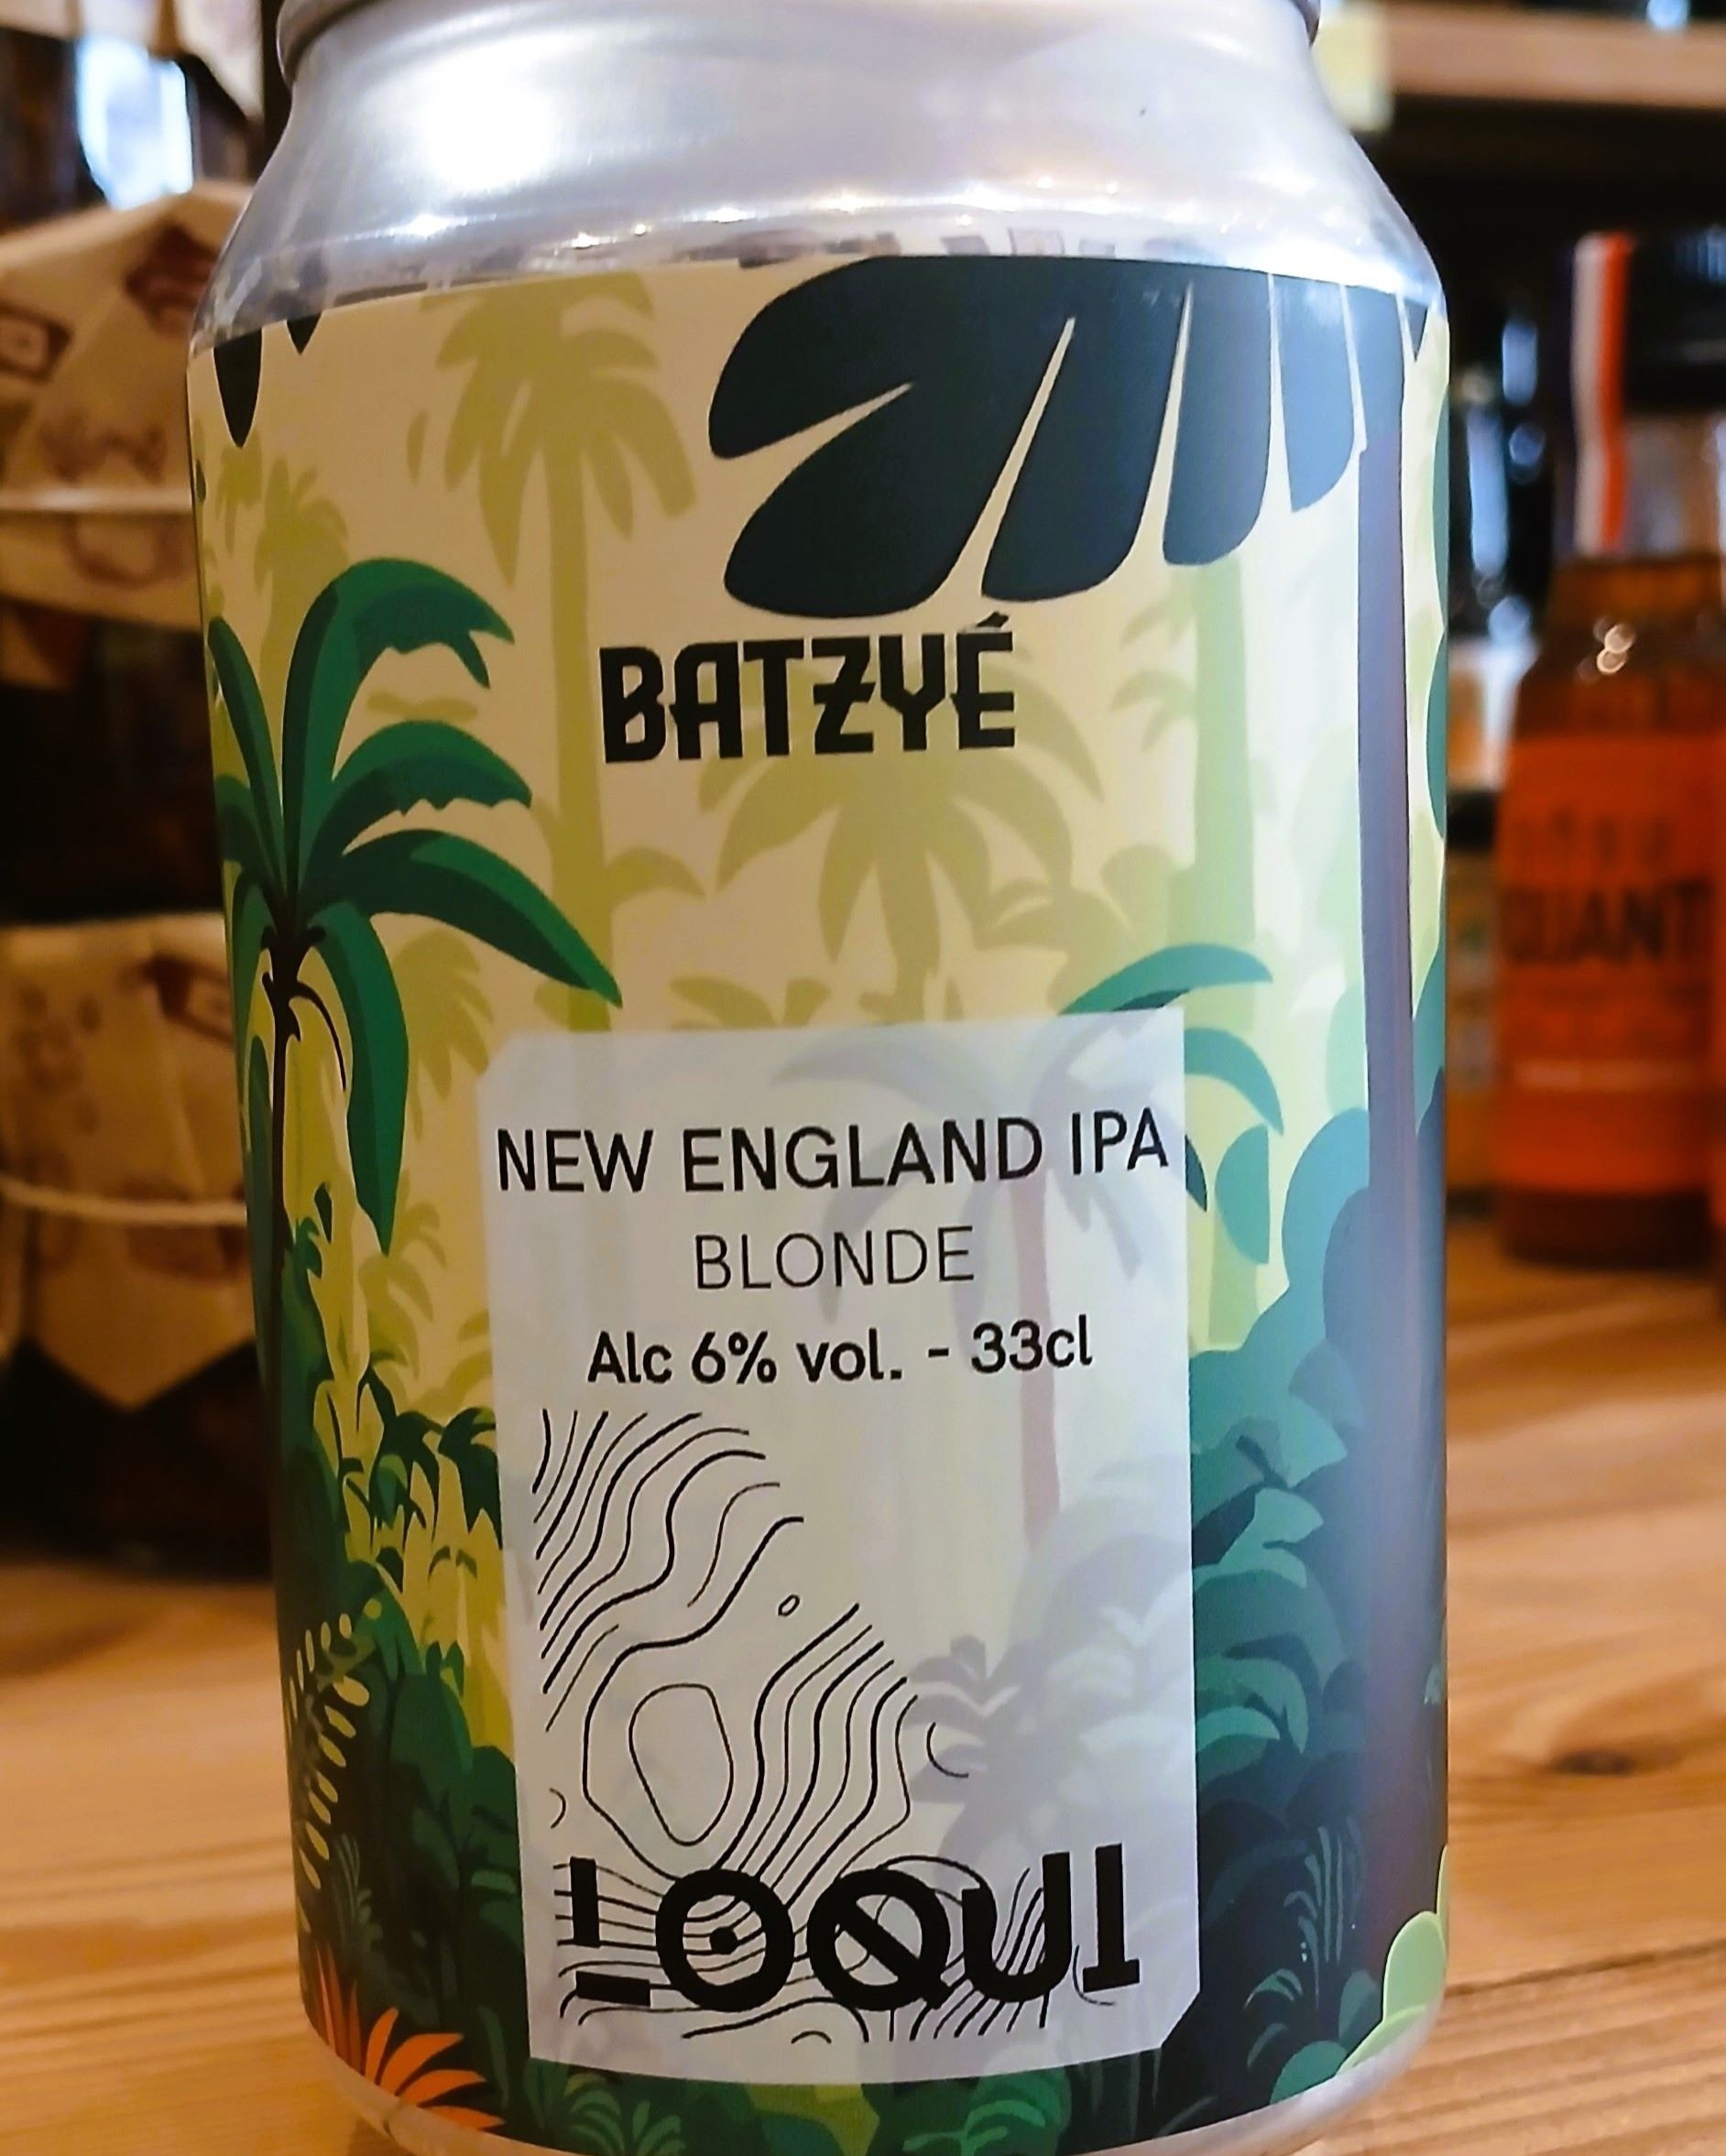 BATZYÉ
NEW ENGLAND IPA
BLONDE
Alc 6% vol. - 33cl
LOQUI